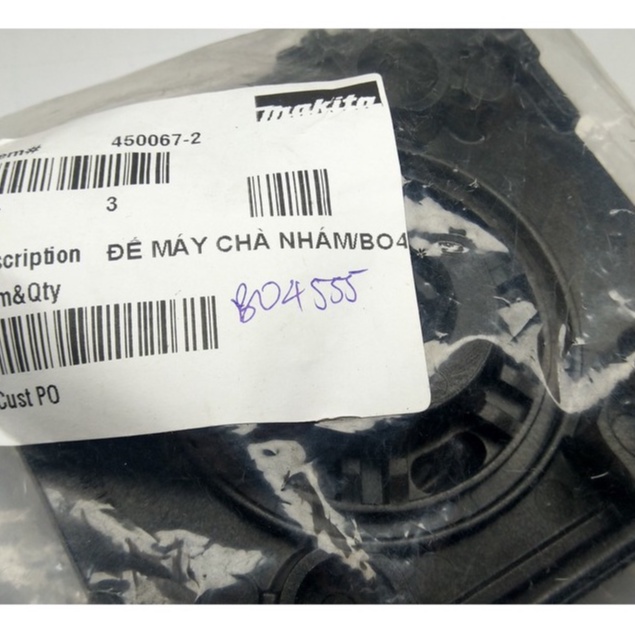 makita
em# 450067-2
3
scription ĐẾ MÁY CHÀ NHÁM/BO4
m&Qty
BO4555
Cust PO